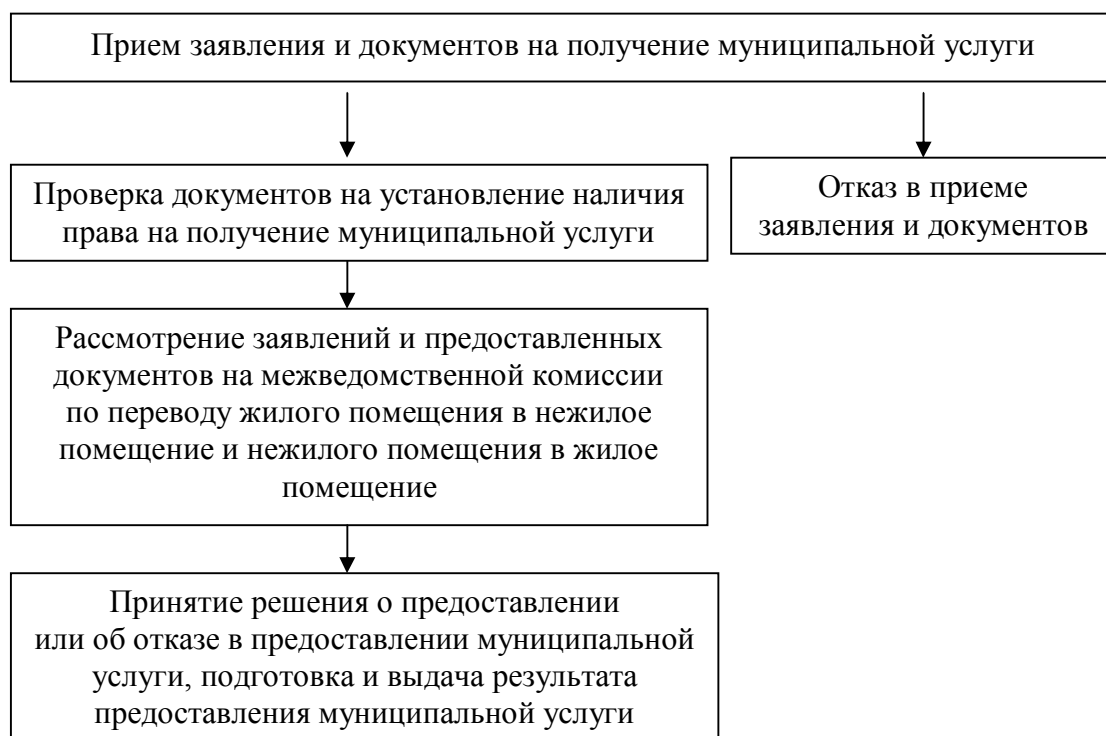 Прием заявления и документов на получение муниципальной услуги
Проверка документов на установление наличия
права на получение муниципальной услуги
Отказ в приеме
заявления и документов
Рассмотрение заявлений и предоставленных
документов на межведомственной комиссии
по переводу жилого помещения в нежилое
помещение и нежилого помещения в жилое
помещение
Принятие решения о предоставлении
или об отказе в предоставлении муниципальной
услуги, подготовка и выдача результата
предоставления муниципальной услуги